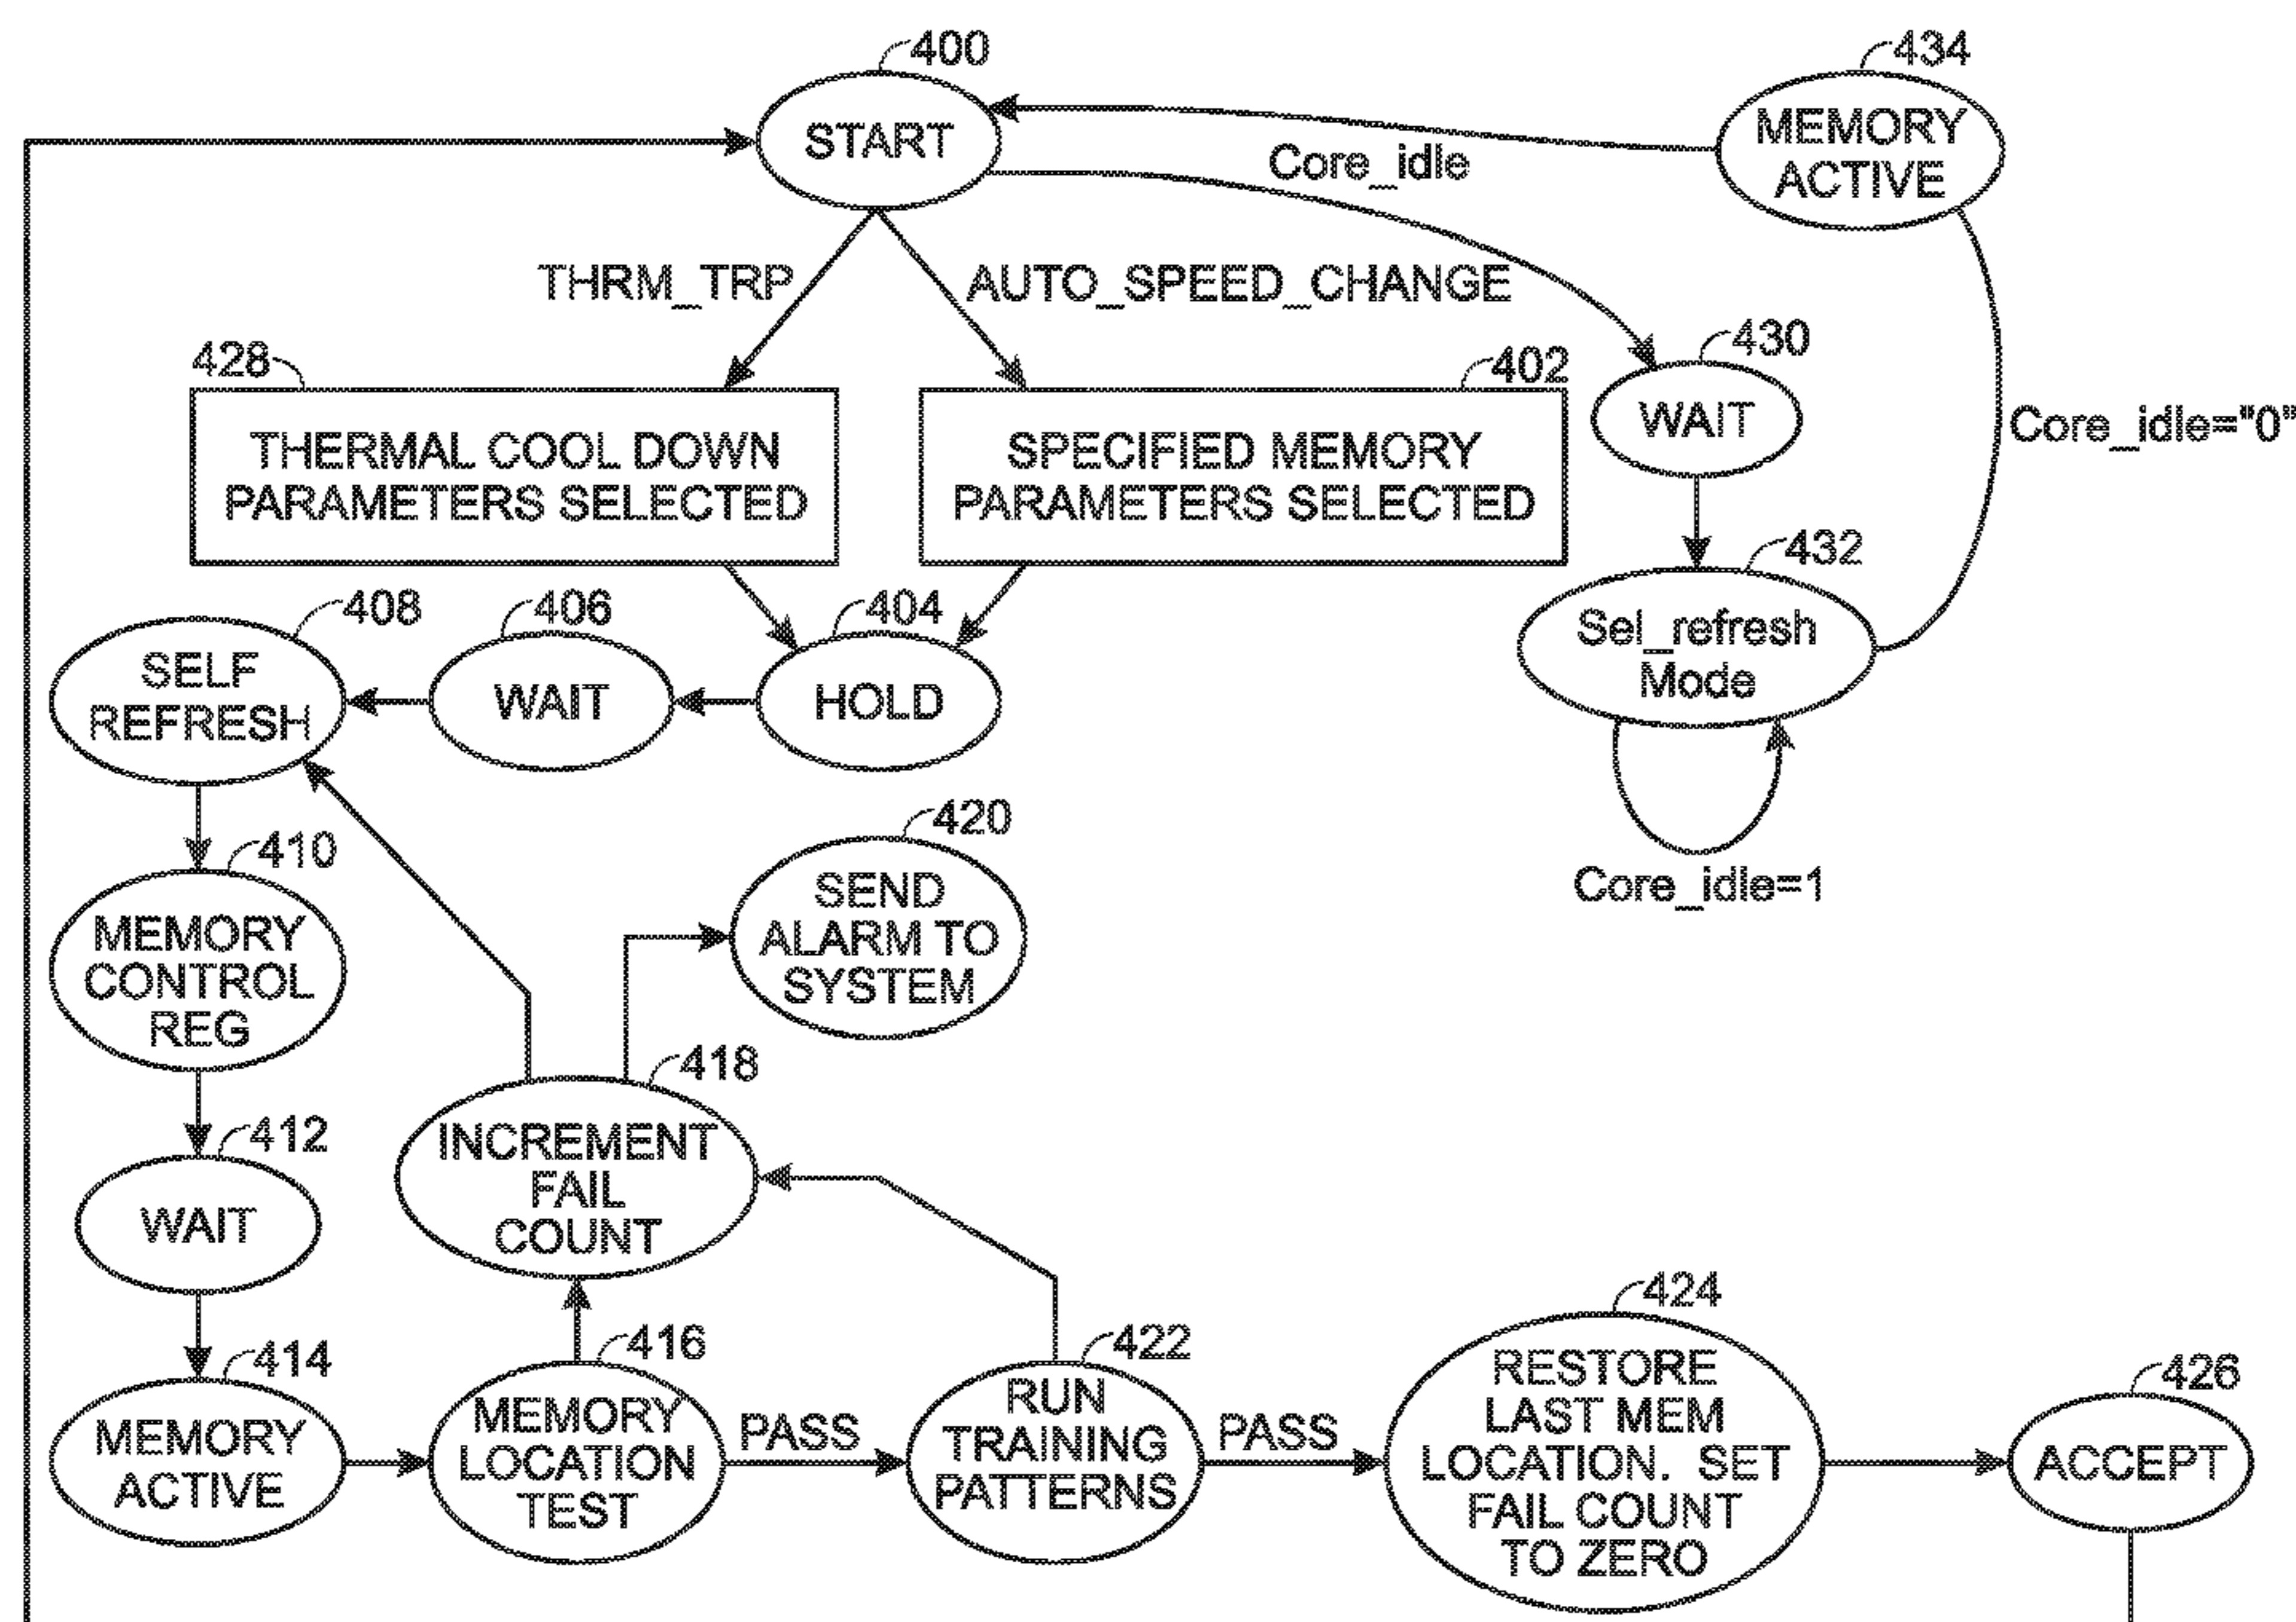 400
START
434
MEMORY
ACTIVE
Core_idle
THRM_TRP
AUTO_SPEED_CHANGE
428
THERMAL COOL DOWN
PARAMETERS SELECTED
402
SPECIFIED MEMORY
PARAMETERS SELECTED
430
WAIT
Core_idle="0"
408
SELF
REFRESH
406
WAIT
404
HOLD
432
Sel_refresh
Mode
Core_idle=1
410
MEMORY
CONTROL
REG
420
SEND
ALARM TO
SYSTEM
412
WAIT
418
INCREMENT
FAIL
COUNT
414
MEMORY
ACTIVE
416
MEMORY
LOCATION
TEST
PASS
422
RUN
TRAINING
PATTERNS
PASS
424
RESTORE
LAST MEM
LOCATION. SET
FAIL COUNT
TO ZERO
426
ACCEPT